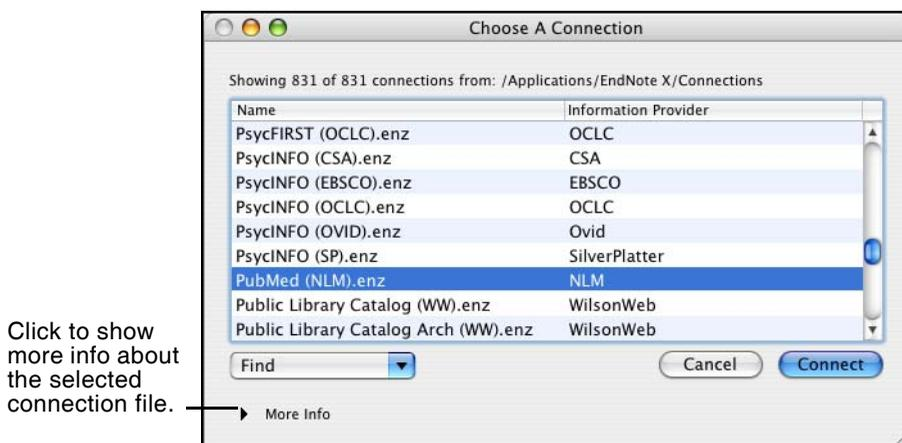 Choose A Connection
Showing 831 of 831 connections from: /Applications/EndNote X/Connections
Name Information Provider
PsycFIRST (OCLC).enz OCLC
PsycINFO (CSA).enz CSA
PsycINFO (EBSCO).enz EBSCO
PsycINFO (OCLC).enz OCLC
PsycINFO (OVID).enz Ovid
PsycINFO (SP).enz SilverPlatter
PubMed (NLM).enz NLM
Public Library Catalog (WW).enz WilsonWeb
Public Library Catalog Arch (WW).enz WilsonWeb
Find Cancel Connect
More Info
Click to show
more info about
the selected
connection file.